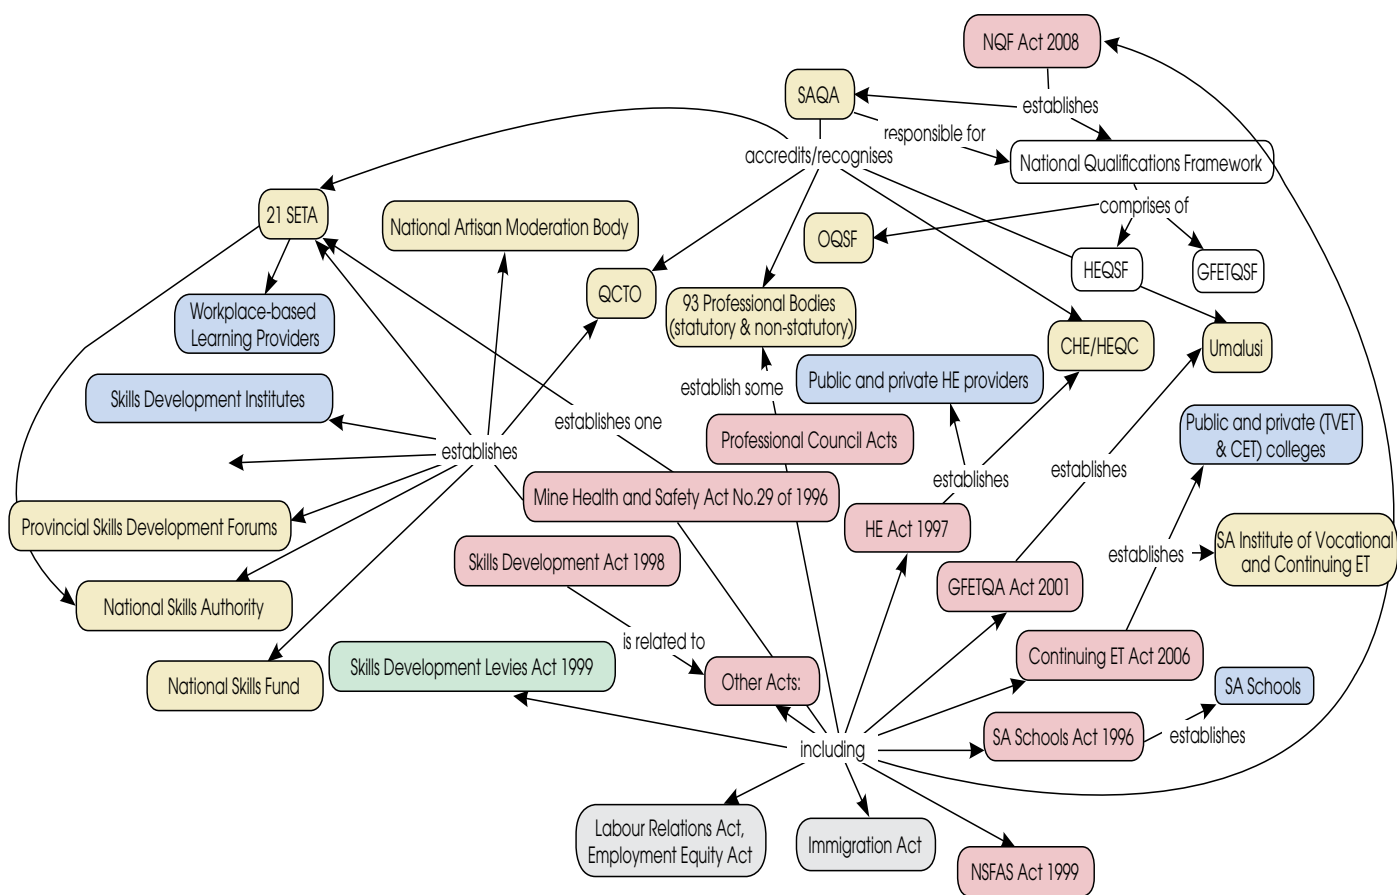 NQF Act 2008
SAQA
establishes
responsible for
accredits/recognises
National Qualifications Framework
21 SETA
National Artisan Moderation Body
comprises of
OQSF
HEQSF
GFETQSF
QCTO
Workplace-based
Learning Providers
93 Professional Bodies
(statutory & non-statutory)
CHE/HEQC
Umalusi
Skills Development Institutes
establish some
Public and private HE providers
establishes one
Professional Council Acts
Public and private (TVET
& CET) colleges
establishes
establishes
establishes
Mine Health and Safety Act No.29 of 1996
Provincial Skills Development Forums
HE Act 1997
SA Institute of Vocational
and Continuing ET
establishes
Skills Development Act 1998
GFETQA Act 2001
National Skills Authority
is related to
Continuing ET Act 2006
Skills Development Levies Act 1999
National Skills Fund
Other Acts:
SA Schools
SA Schools Act 1996
establishes
including
Labour Relations Act,
Employment Equity Act
Immigration Act
NSFAS Act 1999